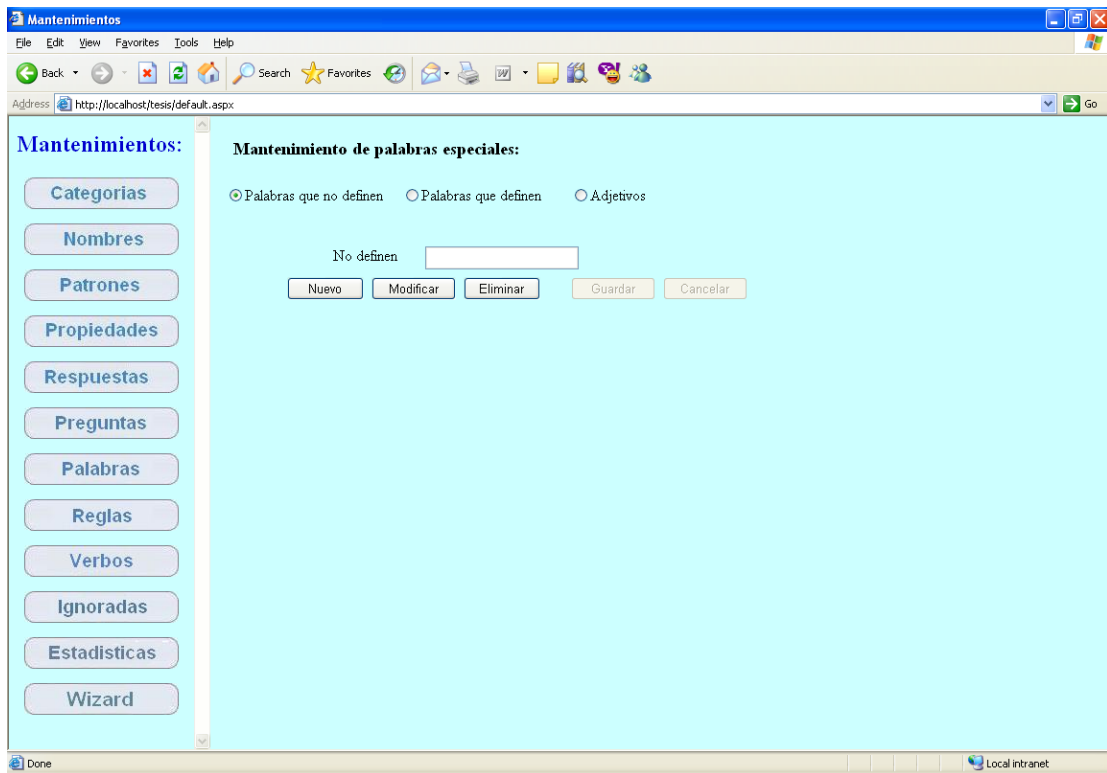 Mantenimientos
File Edit View Favorites Tools Help
Back Search Favorites
Address http://localhost/tesis/default.aspx Go
Mantenimientos:
Categorias
Nombres
Patrones
Propiedades
Respuestas
Preguntas
Palabras
Reglas
Verbos
Ignoradas
Estadisticas
Wizard
Mantenimiento de palabras especiales:
Palabras que no definen Palabras que definen Adjetivos
No definen
Nuevo Modificar Eliminar Guardar Cancelar
Done Local intranet